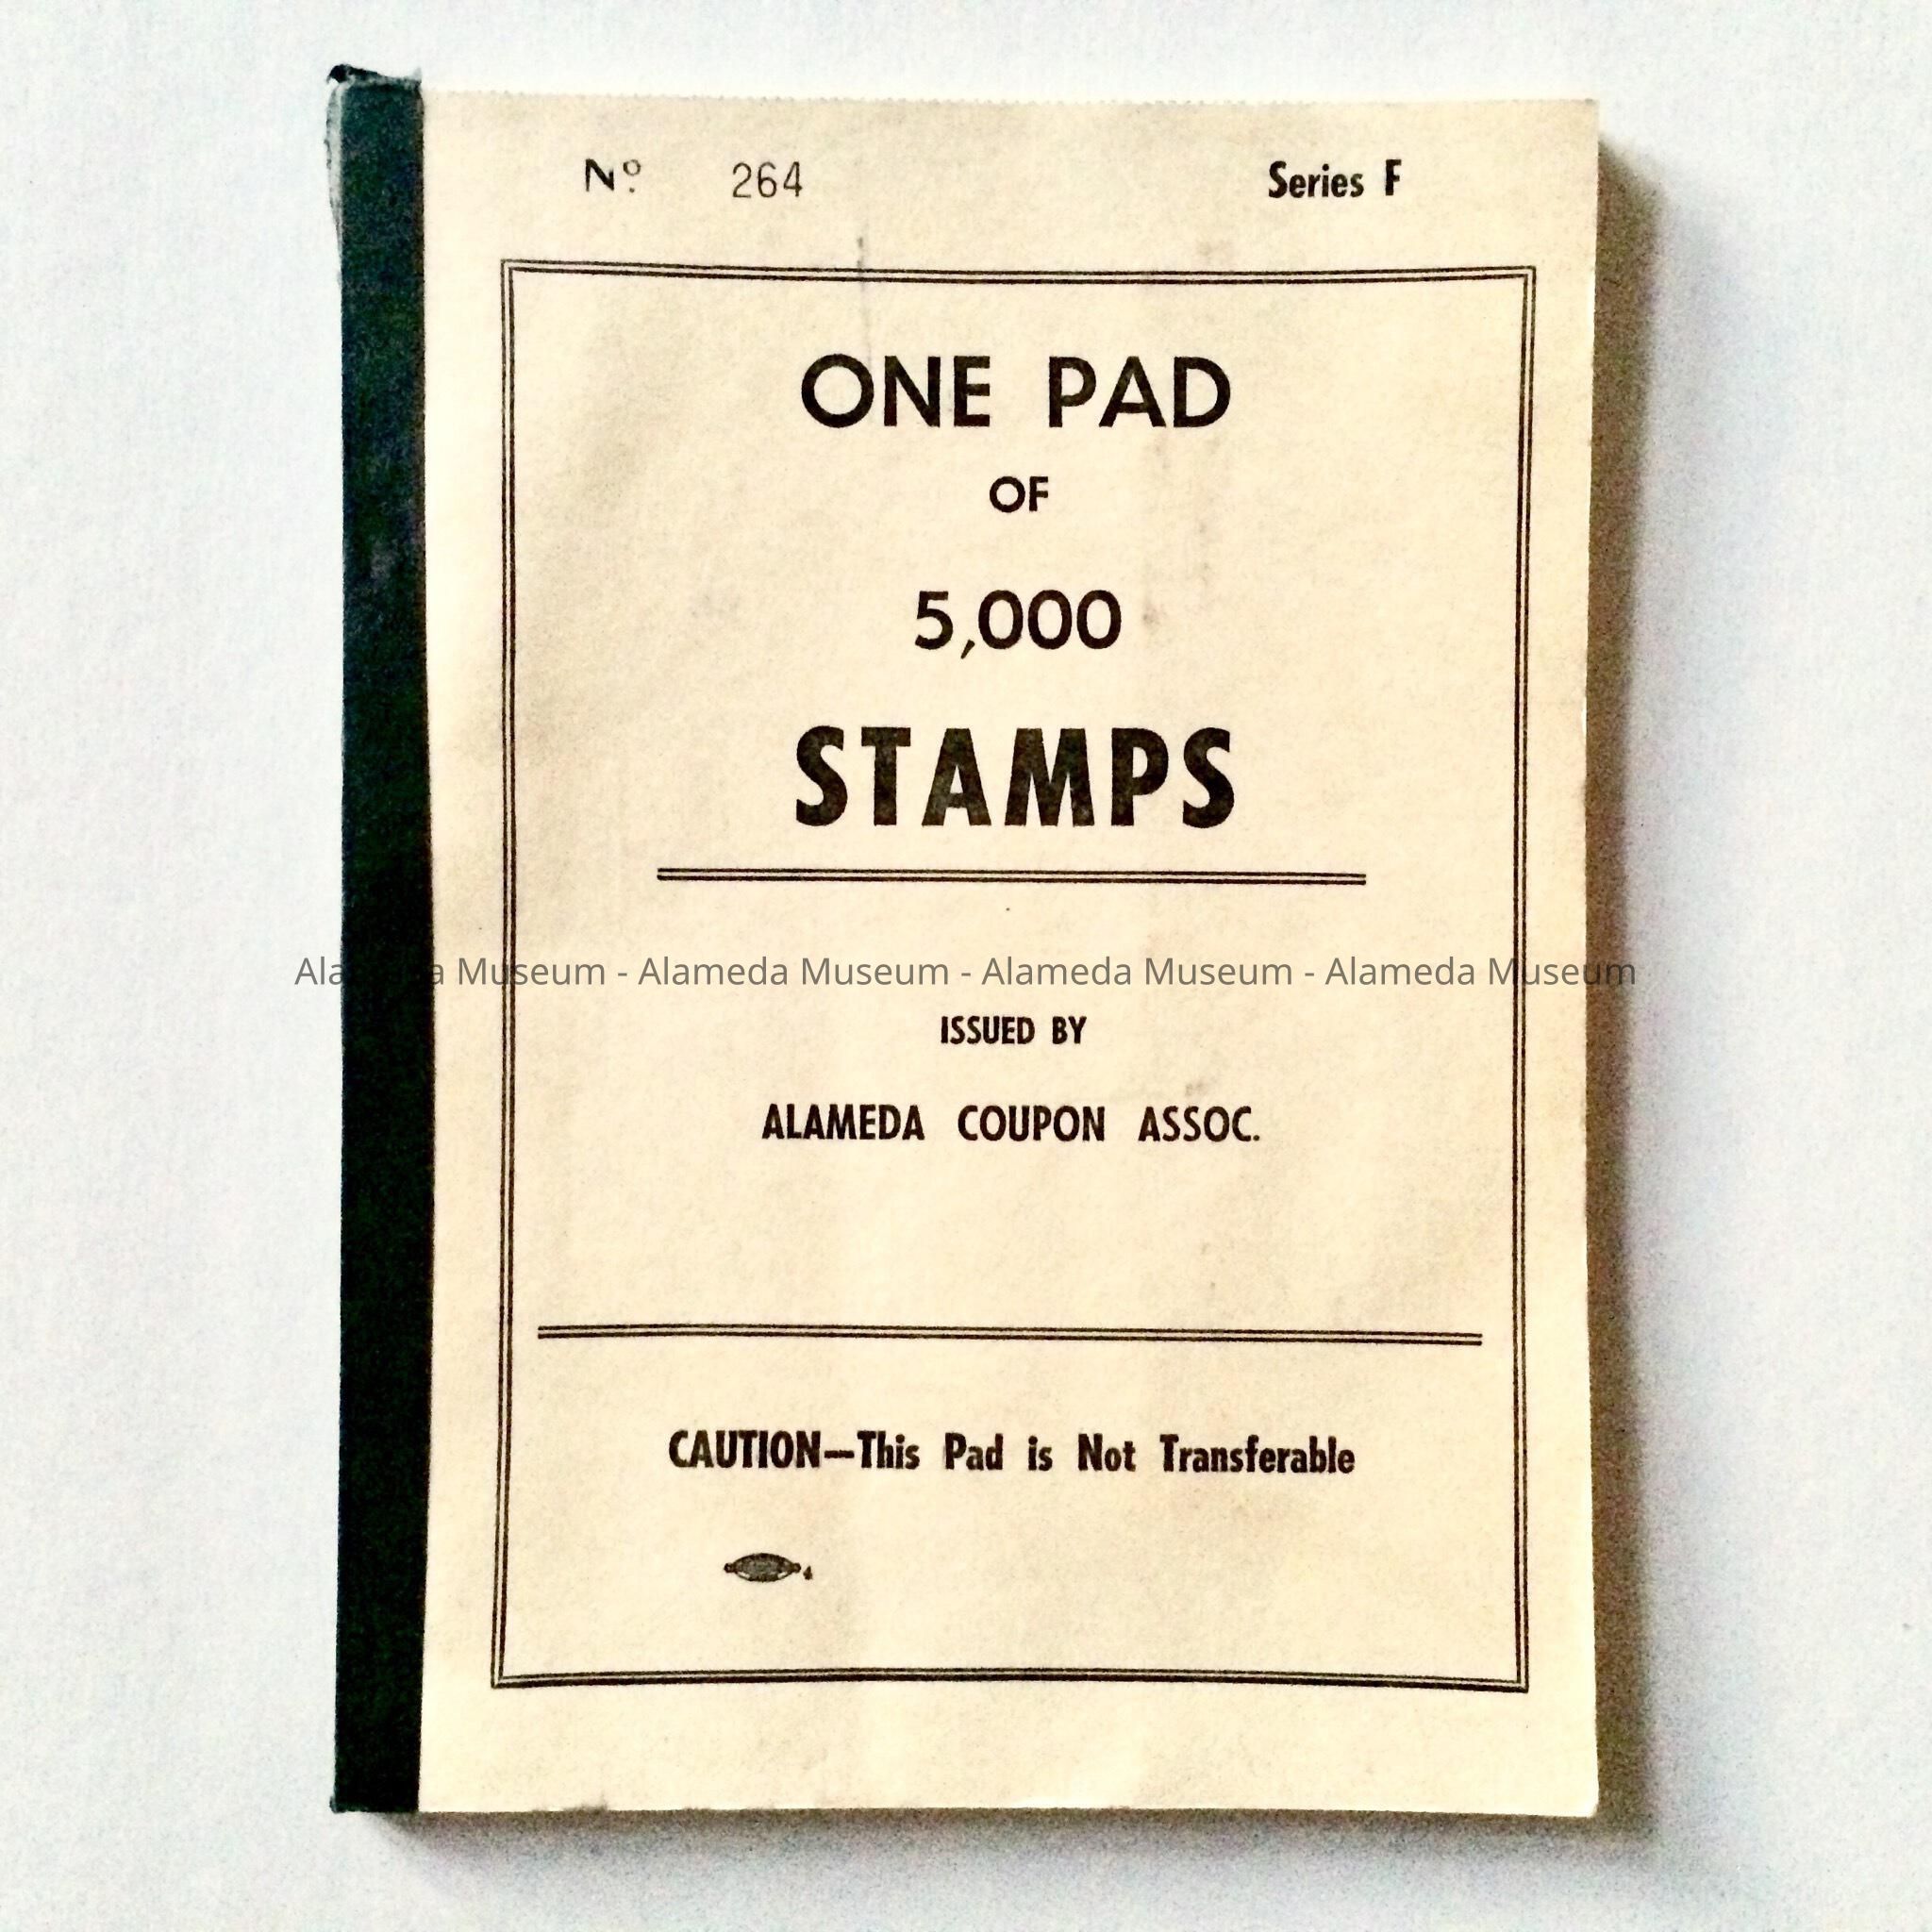 Nº 264 Series F
ONE PAD
OF
5,000
STAMPS
Alameda Museum - Alameda Museum - Alameda Museum - Alameda Museum
ISSUED BY
ALAMEDA COUPON ASSOC.
CAUTION—This Pad is Not Transferable
4